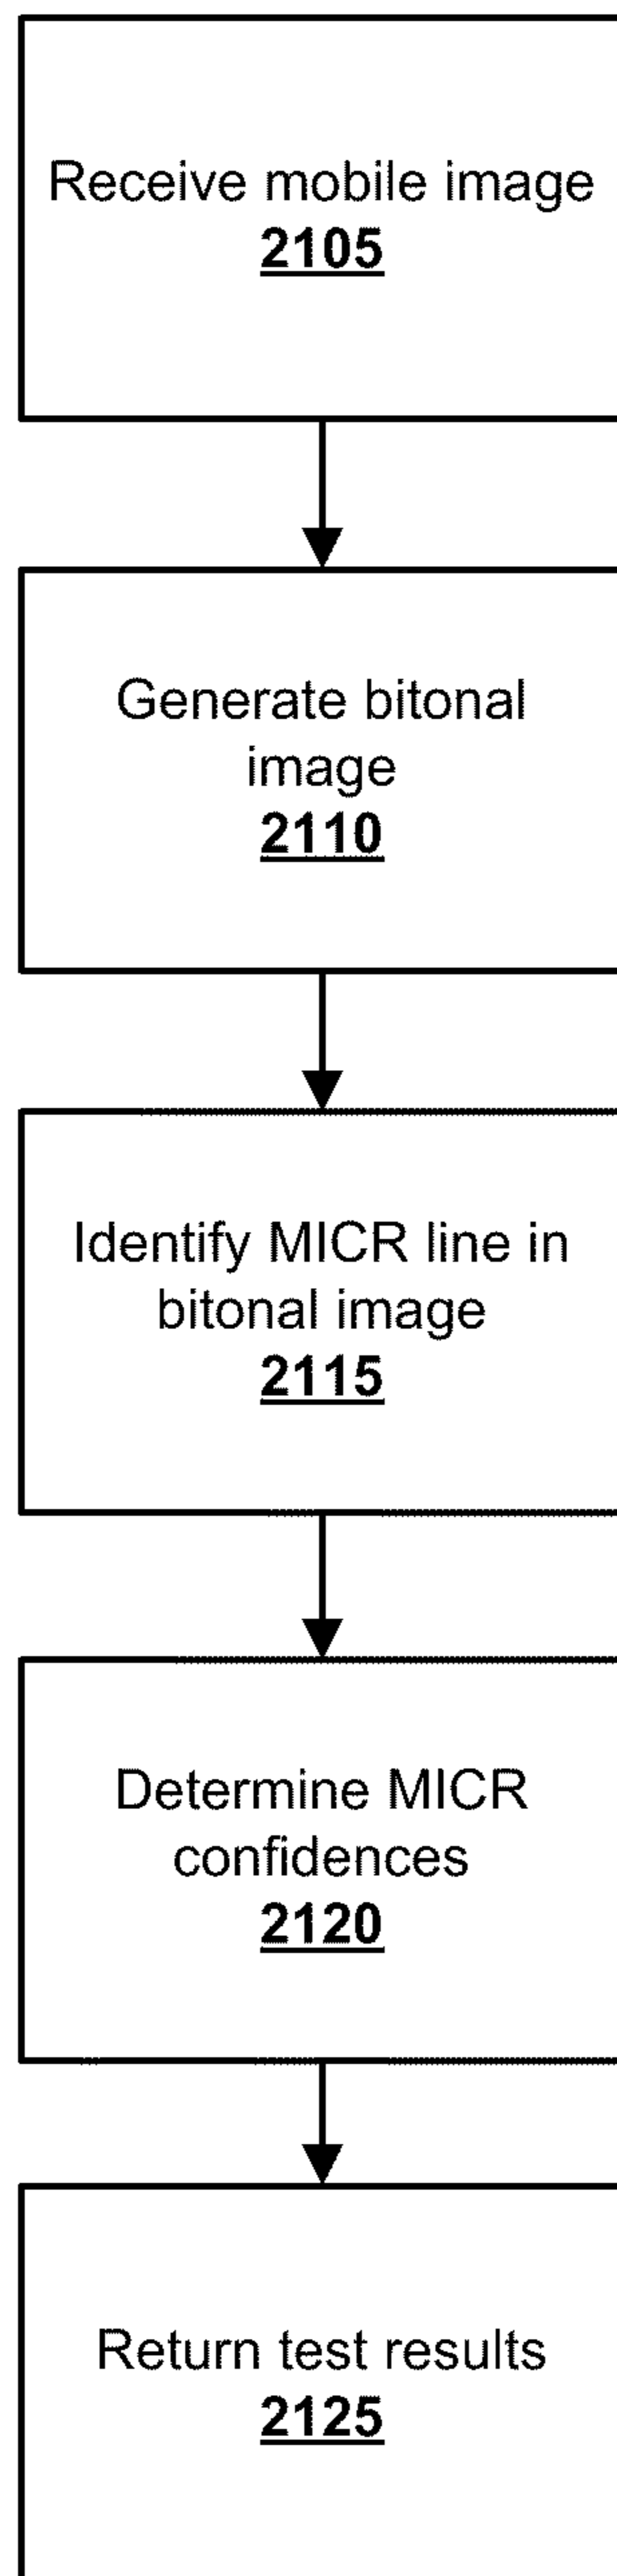 Receive mobile image
2105
Generate bitonal
image
2110
Identify MICR line in
bitonal image
2115
Determine MICR
confidences
2120
Return test results
2125